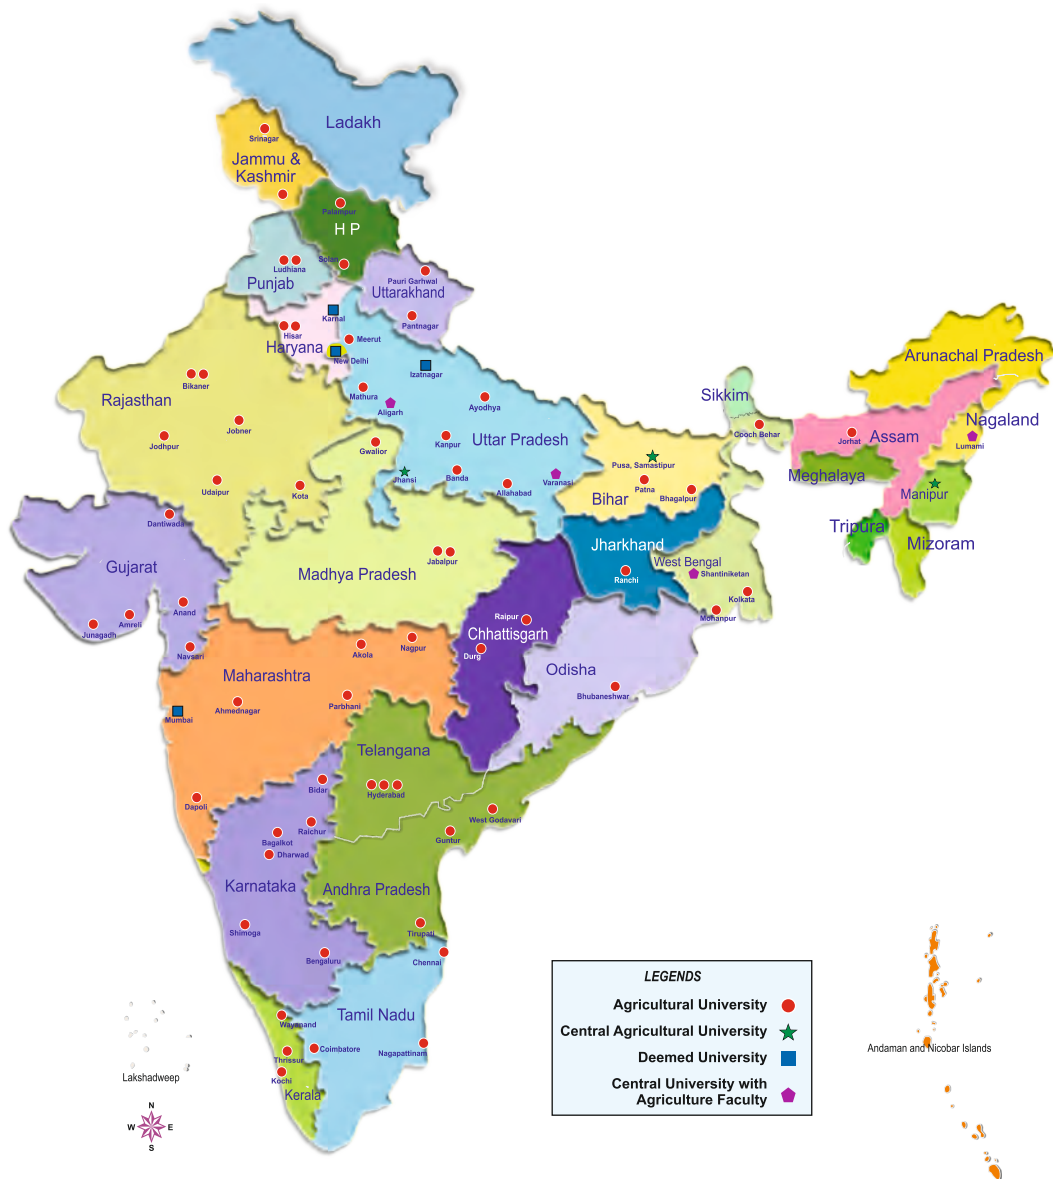 Ladakh
Srinagar
Jammu &
Kashmir
Palampur
H P
Solan
Ludhiana
Punjab
Pauri Garhwal
Uttarakhand
Pantnagar
Karnal
Hisar
Haryana
Meerut
New Delhi
Izatnagar
Bikaner
Rajasthan
Mathura
Aligarh
Ayodhya
Jobner
Jodhpur
Kanpur
Uttar Pradesh
Gwalior
Jhansi
Banda
Allahabad
Varanasi
Udaipur
Kota
Sikkim
Cooch Behar
Arunachal Pradesh
Nagaland
Lumami
Jorhat
Assam
Meghalaya
Manipur
Tripura
Mizoram
Pusa, Samastipur
Patna
Bihar
Bhagalpur
Dantiwada
Gujarat
Anand
Amreli
Junagadh
Navsari
Madhya Pradesh
Jabalpur
Jharkhand
Ranchi
West Bengal
Shantiniketan
Kolkata
Mohanpur
Raipur
Chhattisgarh
Durg
Odisha
Bhubaneshwar
Akola
Nagpur
Maharashtra
Parbhani
Ahmednagar
Mumbai
Dapoli
Telangana
Hyderabad
Bidar
Raichur
Bagalkot
Dharwad
Karnataka
West Godavari
Guntur
Andhra Pradesh
Tirupati
Shimoga
Bengaluru
Chennai
Tamil Nadu
Wayanand
Coimbatore
Nagapattinam
Thrissur
Kochi
Kerala
Lakshadweep
N
W E
S
LEGENDS
Agricultural University
Central Agricultural University
Deemed University
Central University with
Agriculture Faculty
Andaman and Nicobar Islands